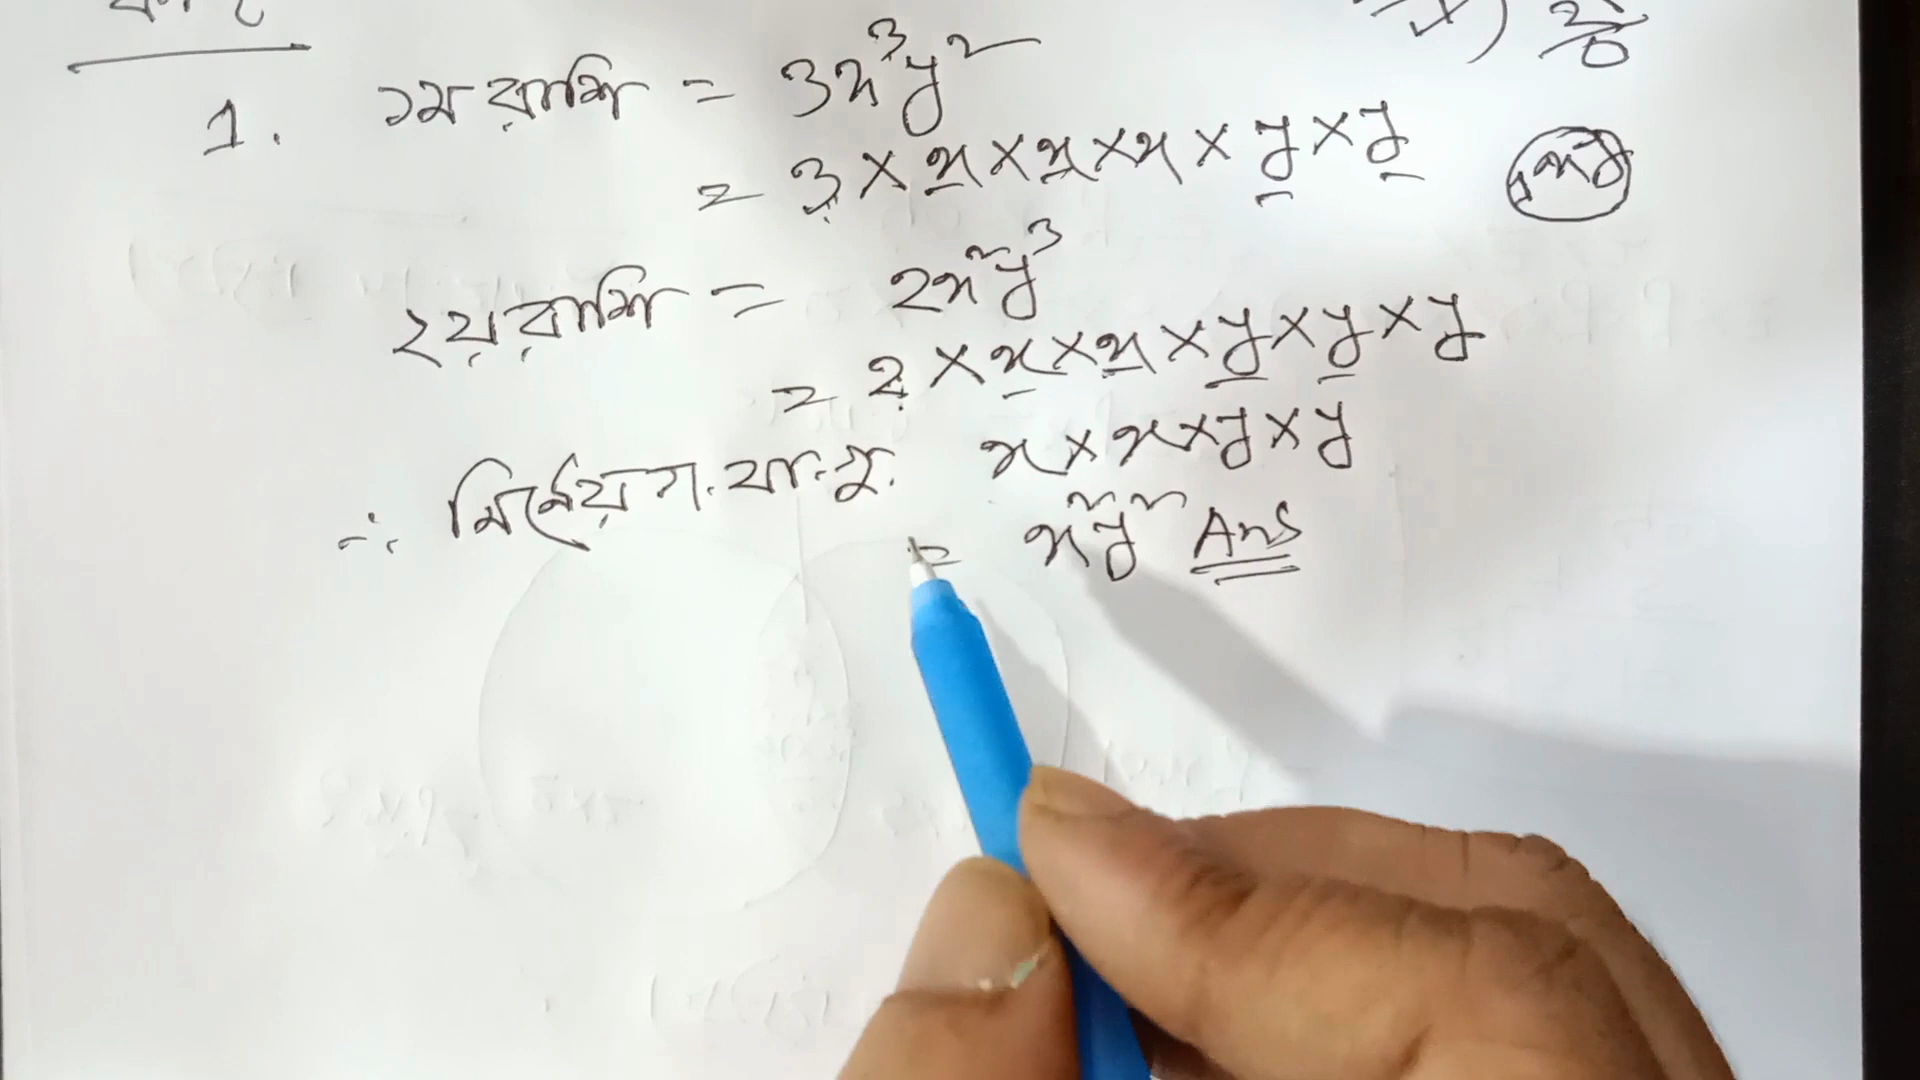 1. ১ম রাশি = 3x³y²
= 3 × x × x × x × y × y
২য় রাশি = 2x²y³
= 2 × x × x × y × y × y
∴ নির্ণেয় গ.সা.গু. x × x × y × y
= x²y² Ans